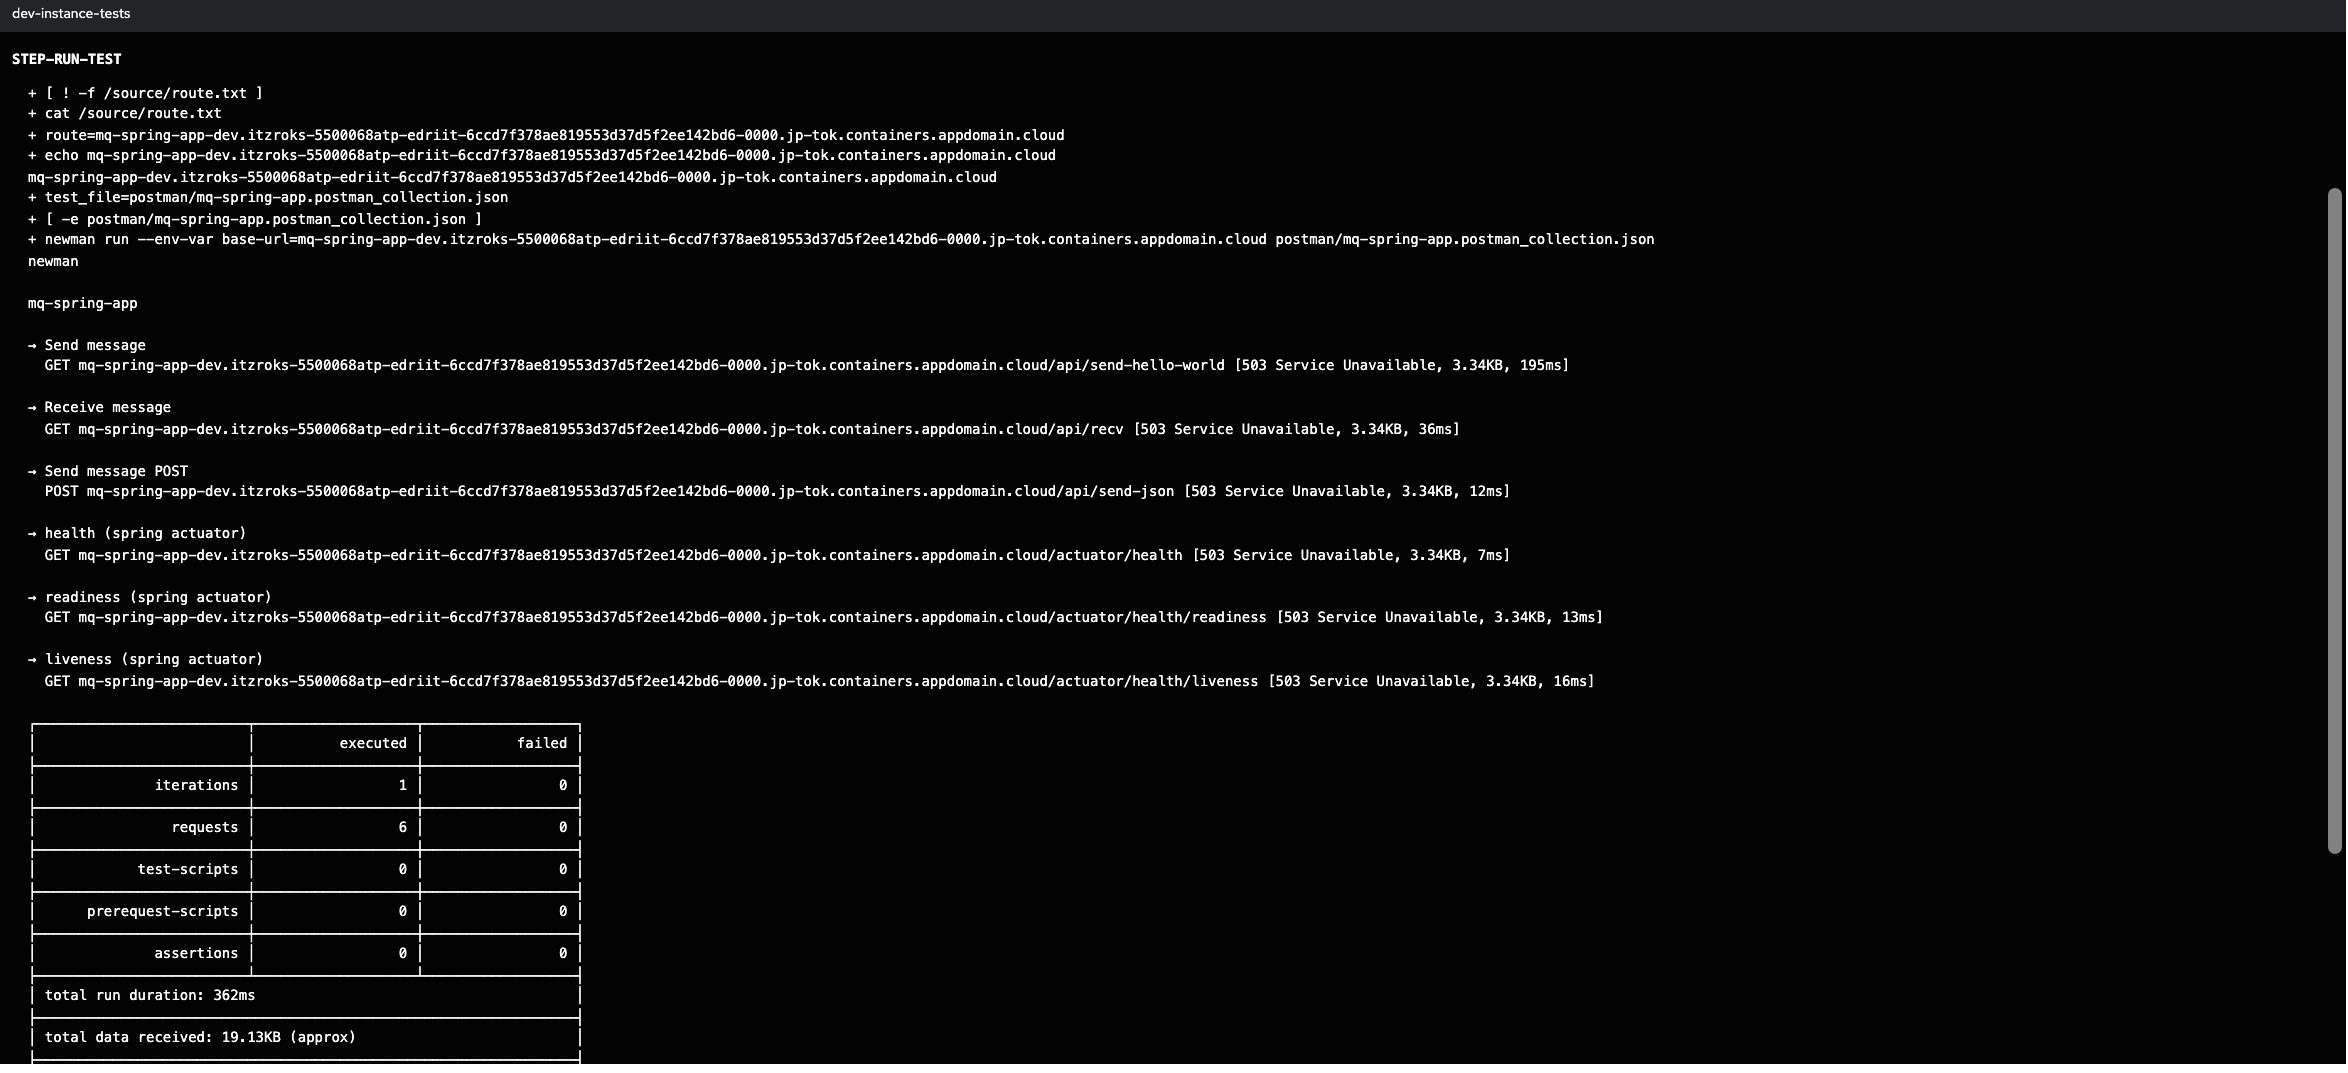 dev-instance-tests
STEP-RUN-TEST
+ [ ! -f /source/route.txt ]
+ cat /source/route.txt
+ route=mq-spring-app-dev.itzroks-5500068atp-edriit-6ccd7f378ae819553d37d5f2ee142bd6-0000.jp-tok.containers.appdomain.cloud
+ echo mq-spring-app-dev.itzroks-5500068atp-edriit-6ccd7f378ae819553d37d5f2ee142bd6-0000.jp-tok.containers.appdomain.cloud
mq-spring-app-dev.itzroks-5500068atp-edriit-6ccd7f378ae819553d37d5f2ee142bd6-0000.jp-tok.containers.appdomain.cloud
+ test_file=postman/mq-spring-app.postman_collection.json
+ [ -e postman/mq-spring-app.postman_collection.json ]
+ newman run --env-var base-url=mq-spring-app-dev.itzroks-5500068atp-edriit-6ccd7f378ae819553d37d5f2ee142bd6-0000.jp-tok.containers.appdomain.cloud postman/mq-spring-app.postman_collection.json
newman
mq-spring-app
→ Send message
GET mq-spring-app-dev.itzroks-5500068atp-edriit-6ccd7f378ae819553d37d5f2ee142bd6-0000.jp-tok.containers.appdomain.cloud/api/send-hello-world [503 Service Unavailable, 3.34KB, 195ms]
→ Receive message
GET mq-spring-app-dev.itzroks-5500068atp-edriit-6ccd7f378ae819553d37d5f2ee142bd6-0000.jp-tok.containers.appdomain.cloud/api/recv [503 Service Unavailable, 3.34KB, 36ms]
→ Send message POST
POST mq-spring-app-dev.itzroks-5500068atp-edriit-6ccd7f378ae819553d37d5f2ee142bd6-0000.jp-tok.containers.appdomain.cloud/api/send-json [503 Service Unavailable, 3.34KB, 12ms]
→ health (spring actuator)
GET mq-spring-app-dev.itzroks-5500068atp-edriit-6ccd7f378ae819553d37d5f2ee142bd6-0000.jp-tok.containers.appdomain.cloud/actuator/health [503 Service Unavailable, 3.34KB, 7ms]
→ readiness (spring actuator)
GET mq-spring-app-dev.itzroks-5500068atp-edriit-6ccd7f378ae819553d37d5f2ee142bd6-0000.jp-tok.containers.appdomain.cloud/actuator/health/readiness [503 Service Unavailable, 3.34KB, 13ms]
→ liveness (spring actuator)
GET mq-spring-app-dev.itzroks-5500068atp-edriit-6ccd7f378ae819553d37d5f2ee142bd6-0000.jp-tok.containers.appdomain.cloud/actuator/health/liveness [503 Service Unavailable, 3.34KB, 16ms]
executed failed
iterations 1 0
requests 6 0
test-scripts 0 0
prerequest-scripts 0 0
assertions 0 0
total run duration: 362ms
total data received: 19.13KB (approx)